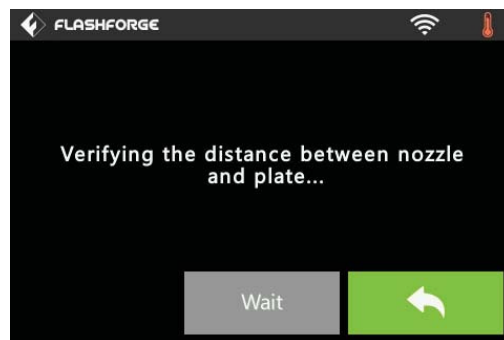 FLASHFORGE
Verifying the distance between nozzle
and plate...
Wait